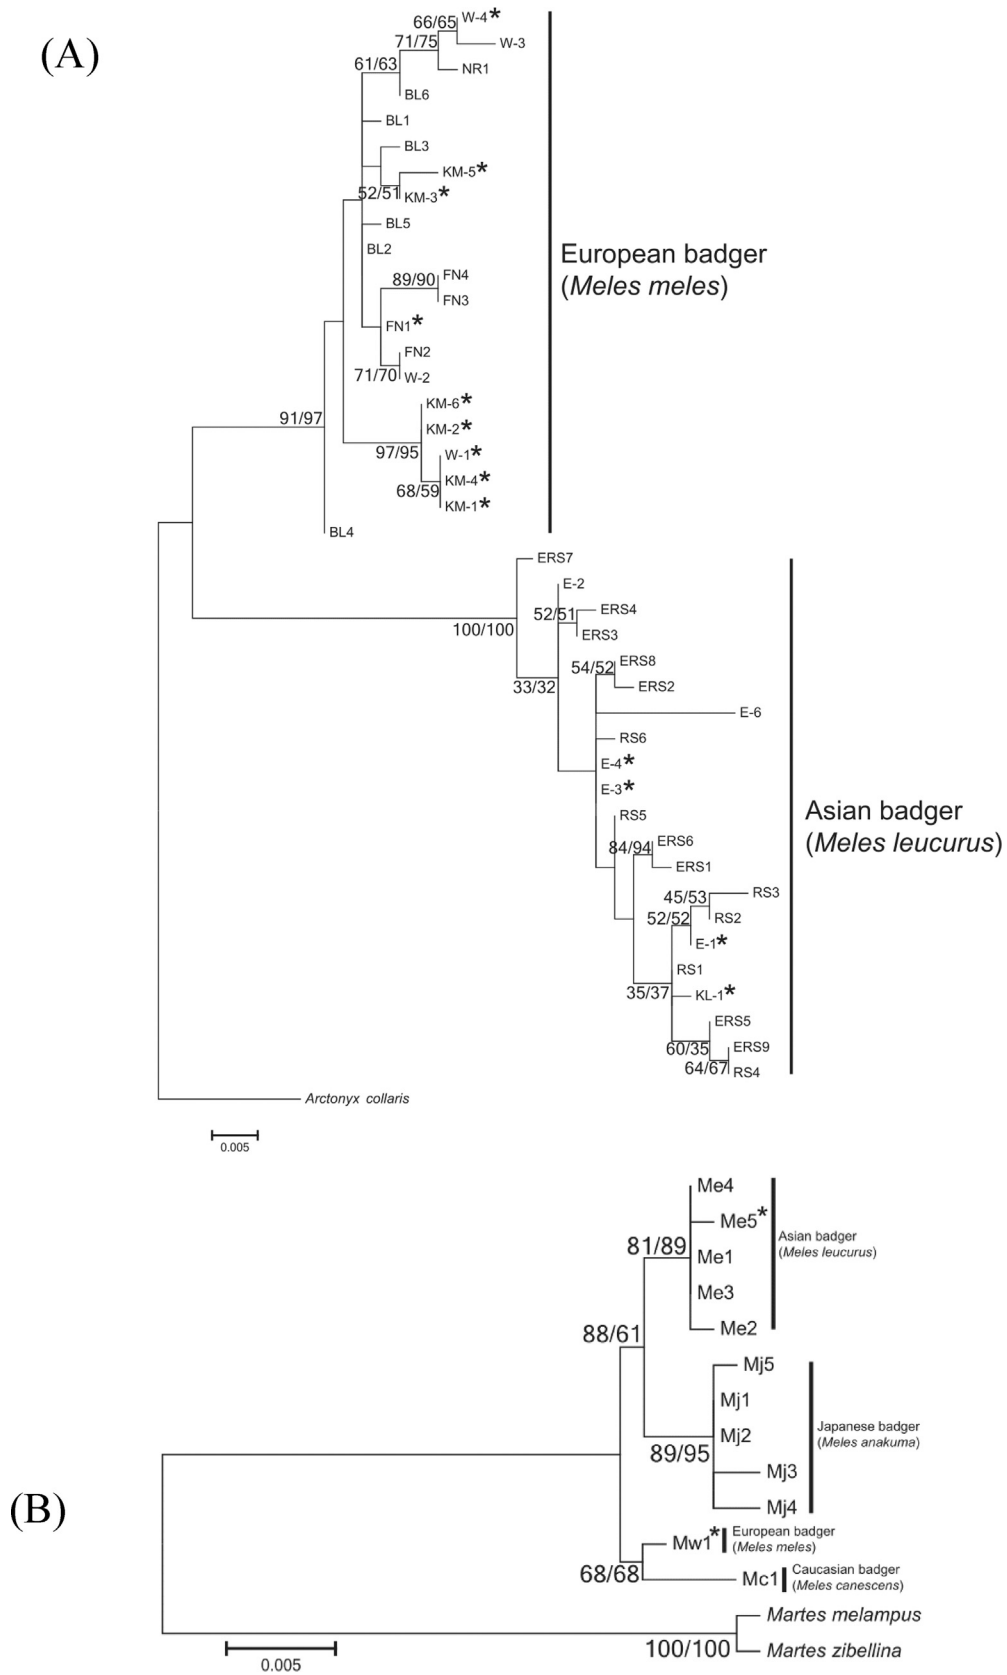 (A)
66/65
W-4*
71/75
W-3
61/63
NR1
BL6
BL1
BL3
KM-5*
52/51
KM-3*
BL5
BL2
European badger
(Meles meles)
89/90
FN4
FN3
FN1*
FN2
71/70
W-2
KM-6*
91/97
KM-2*
97/95
W-1*
KM-4*
68/59
KM-1*
BL4
ERS7
E-2
52/51
ERS4
100/100
ERS3
54/52
ERS8
33/32
ERS2
E-6
RS6
E-4*
E-3*
RS5
Asian badger
(Meles leucurus)
84/94
ERS6
ERS1
45/53
RS3
52/52
RS2
E-1*
RS1
35/37
KL-1*
ERS5
60/35
ERS9
64/67
RS4
Arctonyx collaris
0.005
Me4
Me5*
81/89
Me1
Asian badger
(Meles leucurus)
Me3
88/61
Me2
Mj5
Mj1
Mj2
Japanese badger
(Meles anakuma)
89/95
Mj3
(B)
Mj4
Mw1*
European badger
(Meles meles)
68/68
Mc1
Caucasian badger
(Meles canescens)
Martes melampus
100/100
Martes zibellina
0.005